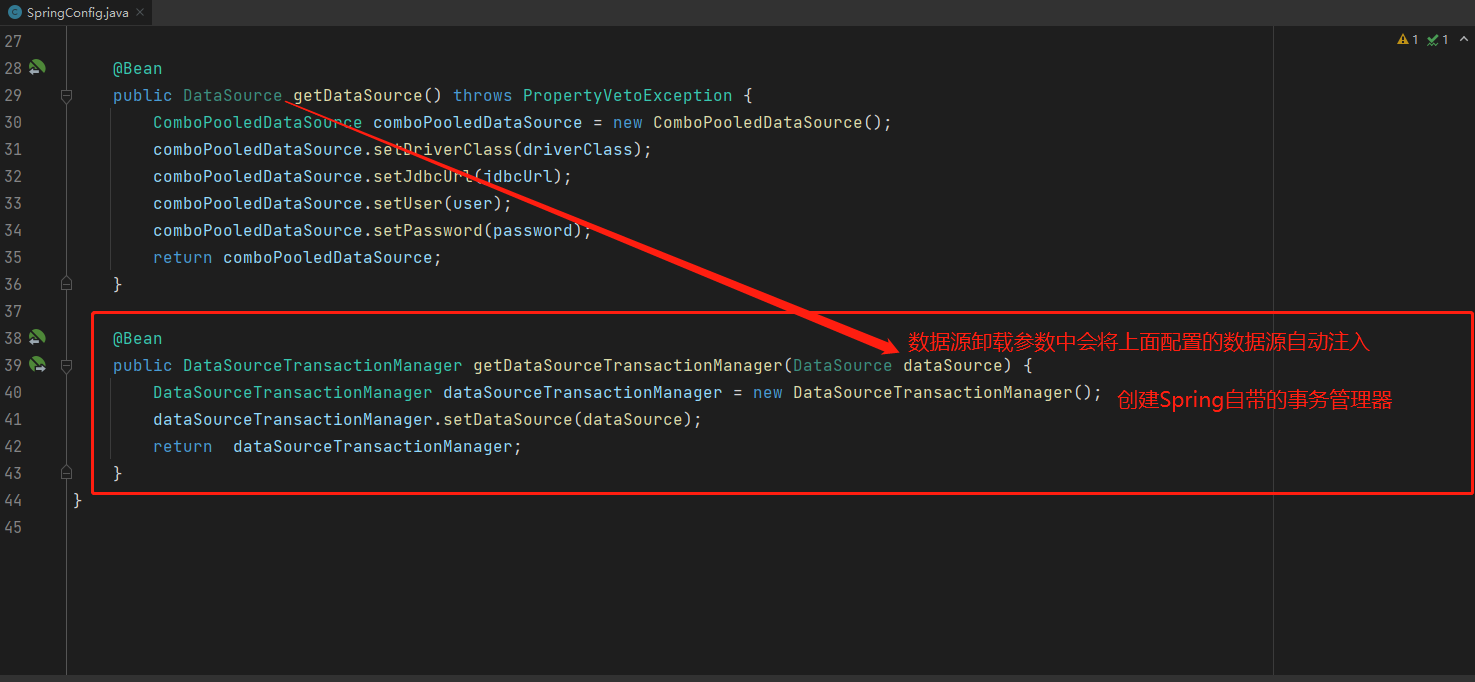 SpringConfig.java
1 1
27
28 @Bean
29 public DataSource getDataSource() throws PropertyVetoException {
30 ComboPooledDataSource comboPooledDataSource = new ComboPooledDataSource();
31 comboPooledDataSource.setDriverClass(driverClass);
32 comboPooledDataSource.setJdbcUrl(jdbcUrl);
33 comboPooledDataSource.setUser(user);
34 comboPooledDataSource.setPassword(password);
35 return comboPooledDataSource;
36 }
37
38 @Bean
数据源卸载参数中会将上面配置的数据源自动注入
39 public DataSourceTransactionManager getDataSourceTransactionManager(DataSource dataSource) {
40 DataSourceTransactionManager dataSourceTransactionManager = new DataSourceTransactionManager();
创建Spring自带的事务管理器
41 dataSourceTransactionManager.setDataSource(dataSource);
42 return dataSourceTransactionManager;
43 }
44 }
45